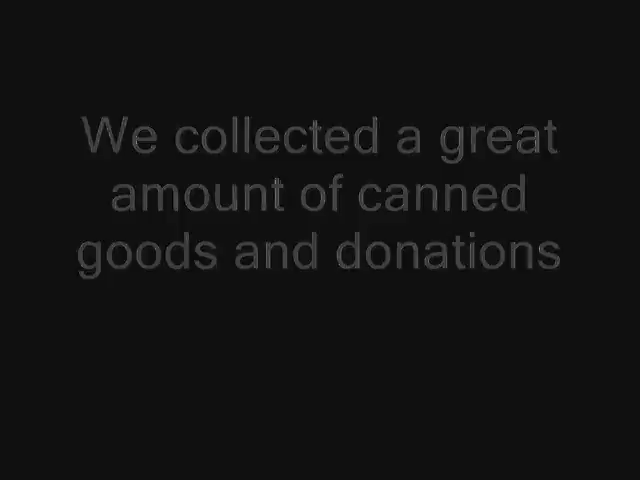 We collected a great
amount of canned
goods and donations